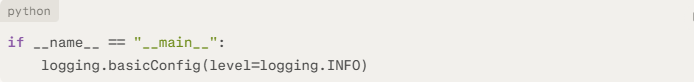 python
if __name__ == "__main__":
    logging.basicConfig(level=logging.INFO)